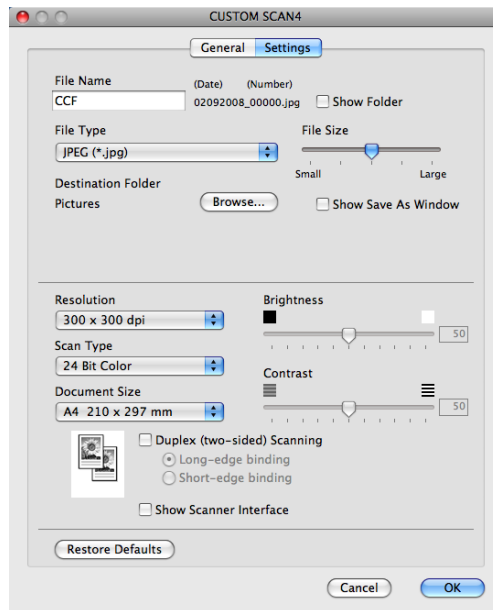 CUSTOM SCAN4
General Settings
File Name (Date) (Number)
CCF 02092008_00000.jpg Show Folder
File Type File Size
JPEG (*.jpg)
Small Large
Destination Folder
Pictures Browse... Show Save As Window
Resolution Brightness
300 x 300 dpi
50
Scan Type
24 Bit Color
Contrast
Document Size
A4 210 x 297 mm
50
Duplex (two-sided) Scanning
Long-edge binding
Short-edge binding
Show Scanner Interface
Restore Defaults
Cancel OK